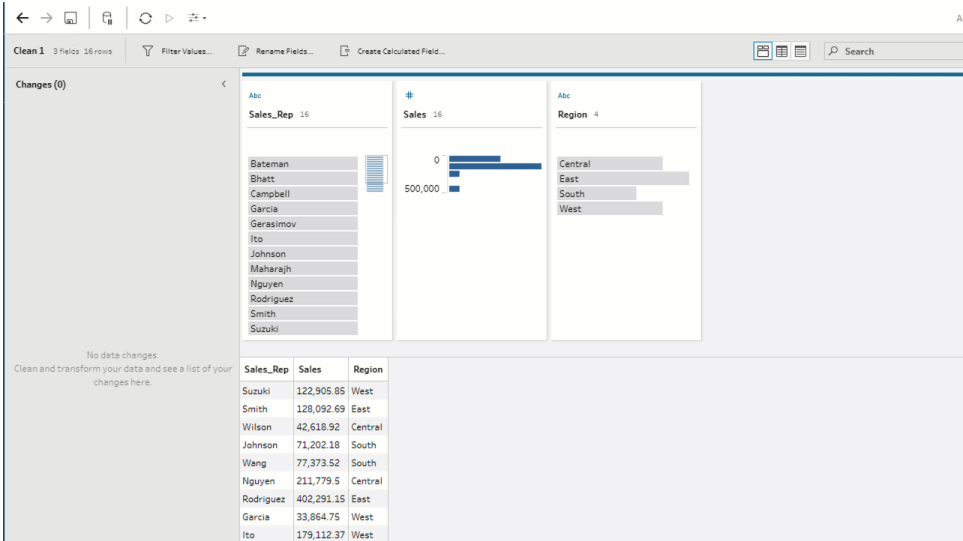 A
Clean 1 3 fields 16 rows Filter Values... Rename Fields... Create Calculated Field... Search
Changes (0)
No data changes.
Clean and transform your data and see a list of your
changes here.
Abc
Sales_Rep 16
Bateman
Bhatt
Campbell
Garcia
Gerasimov
Ito
Johnson
Maharajh
Nguyen
Rodriguez
Smith
Suzuki
#
Sales 16
0
500,000
Abc
Region 4
Central
East
South
West
Sales_Rep Sales Region
Suzuki 122,905.85 West
Smith 128,092.69 East
Wilson 42,618.92 Central
Johnson 71,202.18 South
Wang 77,373.52 South
Nguyen 211,779.5 Central
Rodriguez 402,291.15 East
Garcia 33,864.75 West
Ito 179,112.37 West